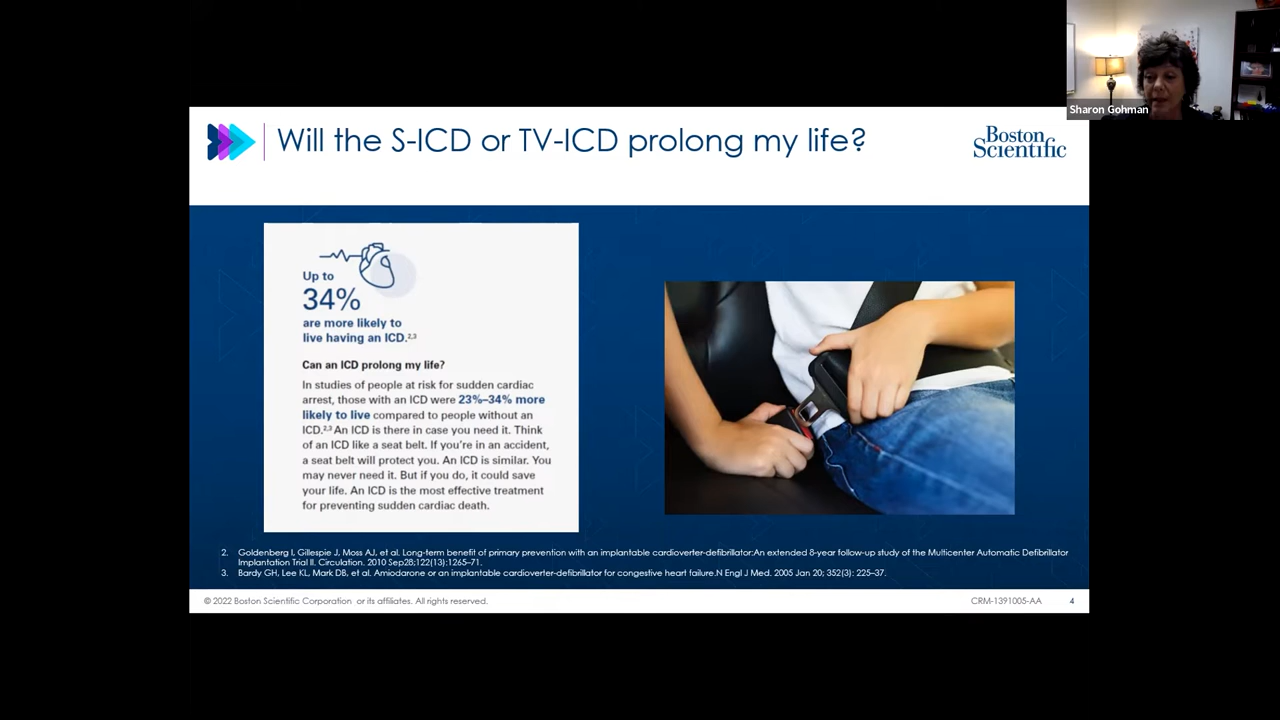 Sharon Gohman
Will the S-ICD or TV-ICD prolong my life?
Boston
Scientific
Up to
34%
are more likely to
live having an ICD.2,3
Can an ICD prolong my life?
In studies of people at risk for sudden cardiac
arrest, those with an ICD were 23%–34% more
likely to live compared to people without an
ICD.2,3 An ICD is there in case you need it. Think
of an ICD like a seat belt. If you're in an accident,
a seat belt will protect you. An ICD is similar. You
may never need it. But if you do, it could save
your life. An ICD is the most effective treatment
for preventing sudden cardiac death.
2. Goldenberg I, Gillespie J, Moss AJ, et al. Long-term benefit of primary prevention with an implantable cardioverter-defibrillator:An extended 8-year follow-up study of the Multicenter Automatic Defibrillator
Implantation Trial II. Circulation. 2010 Sep28;122(13):1265–71.
3. Bardy GH, Lee KL, Mark DB, et al. Amiodarone or an implantable cardioverter-defibrillator for congestive heart failure.N Engl J Med. 2005 Jan 20; 352(3): 225–37.
© 2022 Boston Scientific Corporation or its affiliates. All rights reserved.
CRM-1391005-AA 4